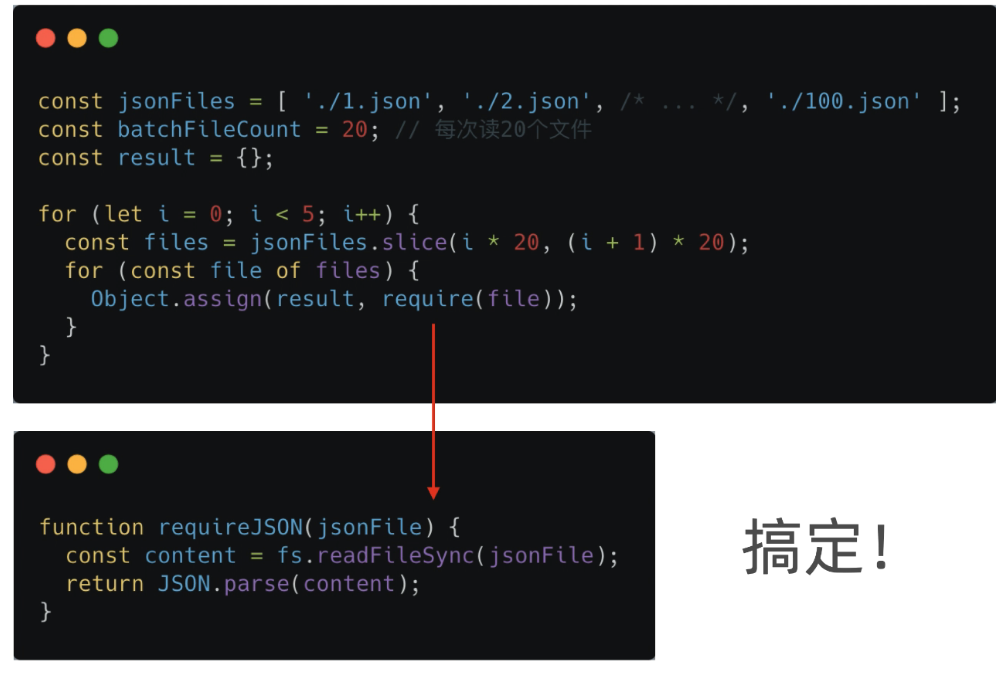 const jsonFiles = [ './1.json', './2.json', /* ... */, './100.json' ];
const batchFileCount = 20; // 每次读20个文件
const result = {};
for (let i = 0; i < 5; i++) {
  const files = jsonFiles.slice(i * 20, (i + 1) * 20);
  for (const file of files) {
    Object.assign(result, require(file));
  }
}
function requireJSON(jsonFile) {
  const content = fs.readFileSync(jsonFile);
  return JSON.parse(content);
}
搞定!